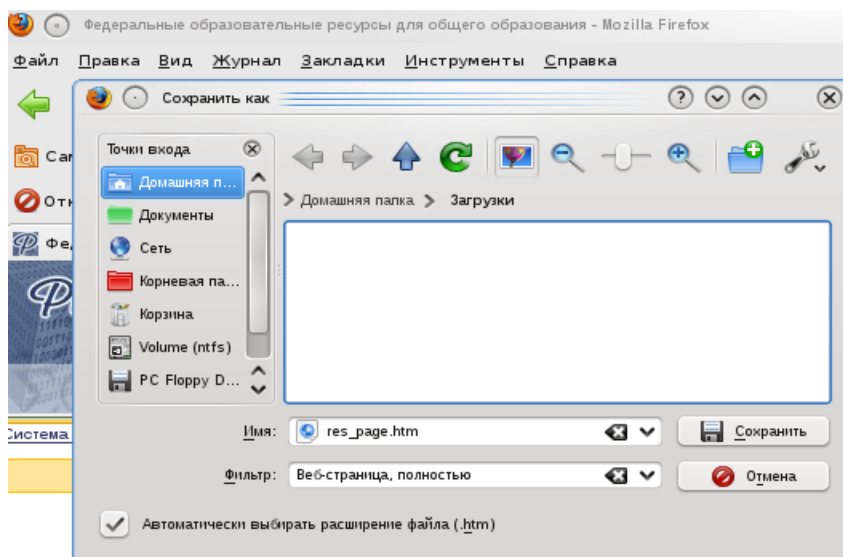 Федеральные образовательные ресурсы для общего образования - Mozilla Firefox
Файл Правка Вид Журнал Закладки Инструменты Справка
Сохранить как
Точки входа
Домашняя п...
Документы
Сеть
Корневая па...
Корзина
Volume (ntfs)
PC Floppy D...
Домашняя папка Загрузки
Имя: res_page.htm Сохранить
Фильтр: Веб-страница, полностью Отмена
Автоматически выбирать расширение файла (.htm)
Система